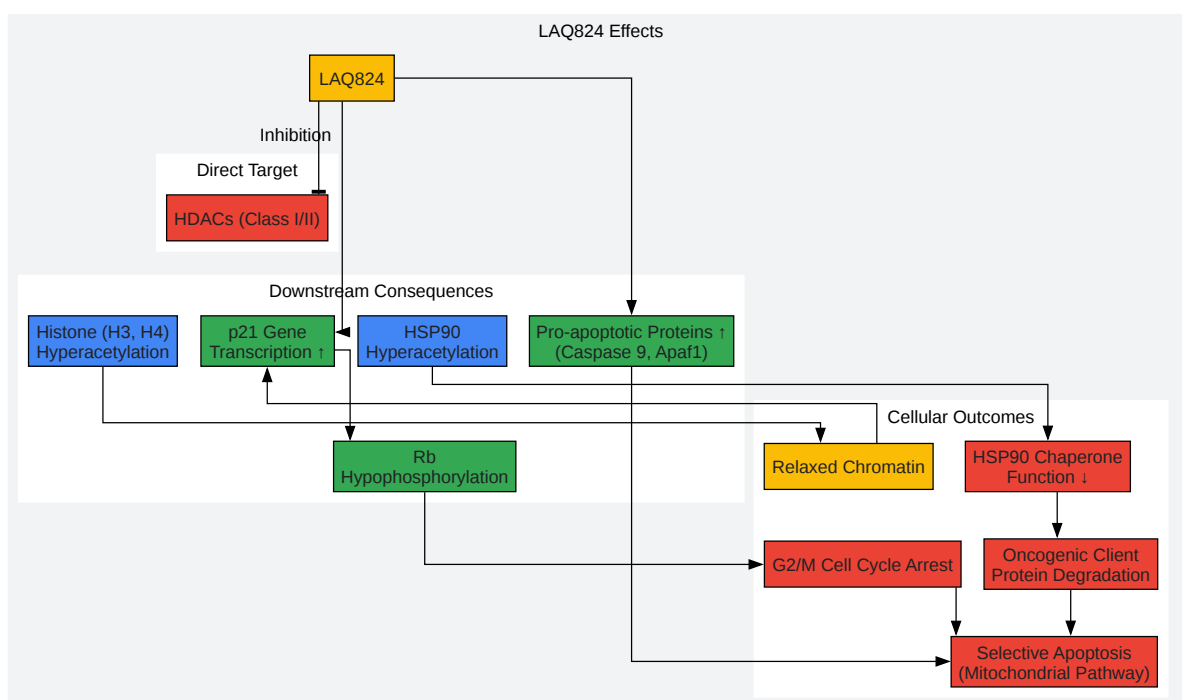 LAQ824 Effects
LAQ824
Inhibition
Direct Target
HDACs (Class I/II)
Downstream Consequences
Histone (H3, H4)
Hyperacetylation
p21 Gene
Transcription ↑
HSP90
Hyperacetylation
Pro-apoptotic Proteins ↑
(Caspase 9, Apaf1)
Cellular Outcomes
Rb
Hypophosphorylation
Relaxed Chromatin
HSP90 Chaperone
Function ↓
G2/M Cell Cycle Arrest
Oncogenic Client
Protein Degradation
Selective Apoptosis
(Mitochondrial Pathway)